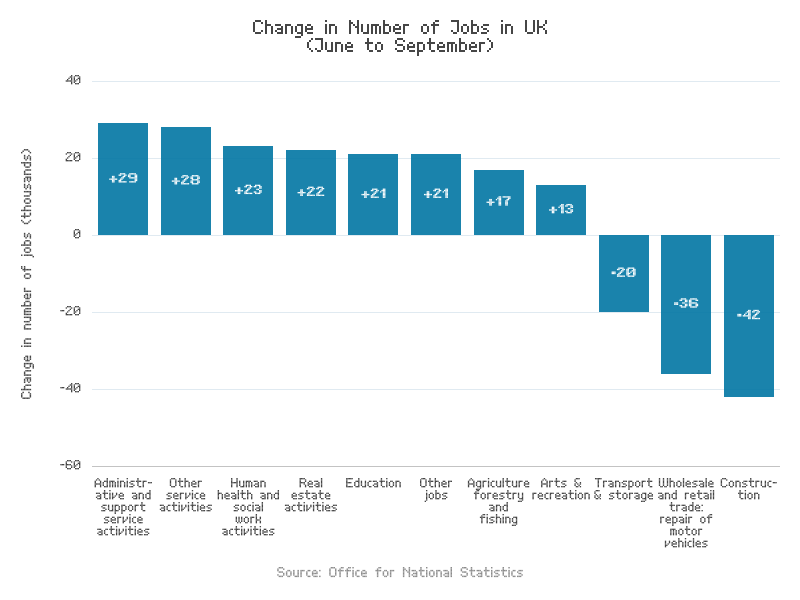 Change in Number of Jobs in UK
(June to September)
Change in number of jobs (thousands)
40
20
0
-20
-40
-60
+29
+28
+23
+22
+21
+21
+17
+13
-20
-36
-42
Administr-
ative and
support
service
activities
Other
service
activities
Human
health and
social
work
activities
Real
estate
activities
Education
Other
jobs
Agriculture
forestry
and
fishing
Arts &
recreation
Transport
& storage
Wholesale
and retail
trade:
repair of
motor
vehicles
Construc-
tion
Source: Office for National Statistics